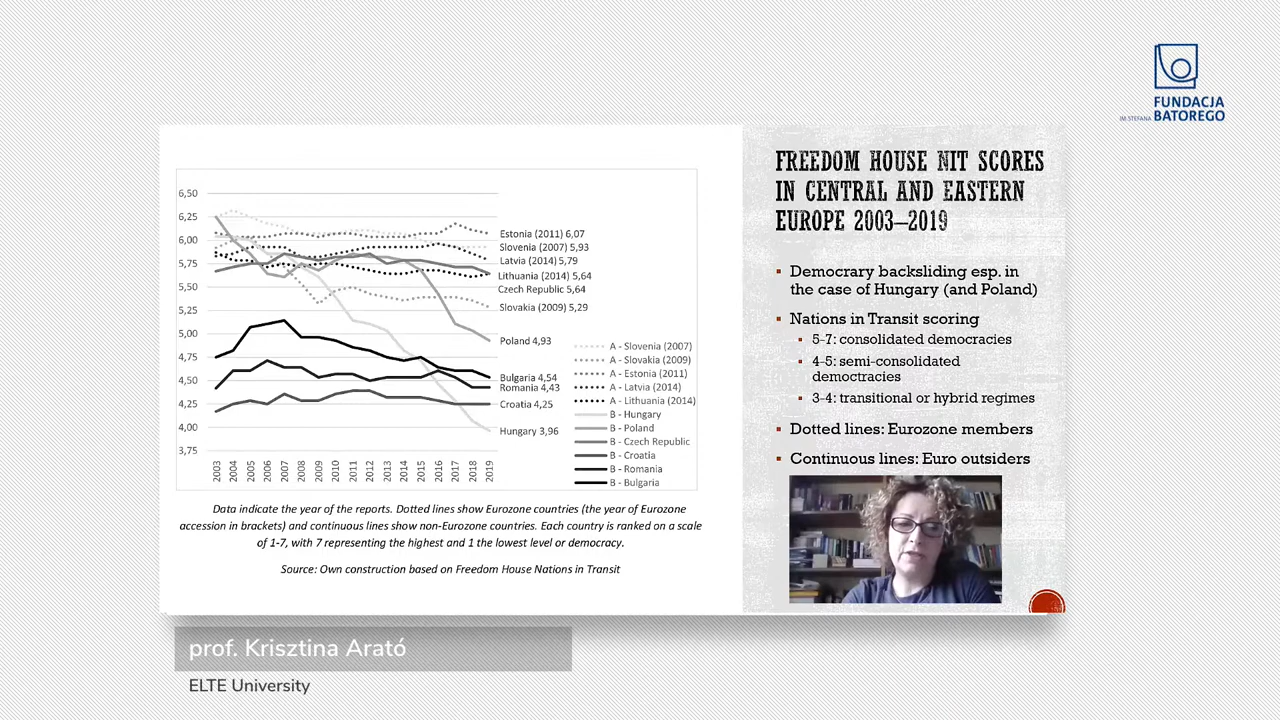 FUNDACJA
IM. STEFANA BATOREGO
FREEDOM HOUSE NIT SCORES
IN CENTRAL AND EASTERN
EUROPE 2003–2019
6,50
6,25
6,00
5,75
5,50
5,25
5,00
4,75
4,50
4,25
4,00
3,75
2003
2004
2005
2006
2007
2008
2009
2010
2011
2012
2013
2014
2015
2016
2017
2018
2019
Estonia (2011) 6,07
Slovenia (2007) 5,93
Latvia (2014) 5,79
Lithuania (2014) 5,64
Czech Republic 5,64
Slovakia (2009) 5,29
Poland 4,93
Bulgaria 4,54
Romania 4,43
Croatia 4,25
Hungary 3,96
A - Slovenia (2007)
A - Slovakia (2009)
A - Estonia (2011)
A - Latvia (2014)
A - Lithuania (2014)
B - Hungary
B - Poland
B - Czech Republic
B - Croatia
B - Romania
B - Bulgaria
Data indicate the year of the reports. Dotted lines show Eurozone countries (the year of Eurozone
accession in brackets) and continuous lines show non-Eurozone countries. Each country is ranked on a scale
of 1-7, with 7 representing the highest and 1 the lowest level or democracy.
Source: Own construction based on Freedom House Nations in Transit
Democrary backsliding esp. in
the case of Hungary (and Poland)
Nations in Transit scoring
5-7: consolidated democracies
4-5: semi-consolidated
democtracies
3-4: transitional or hybrid regimes
Dotted lines: Eurozone members
Continuous lines: Euro outsiders
prof. Krisztina Arató
ELTE University